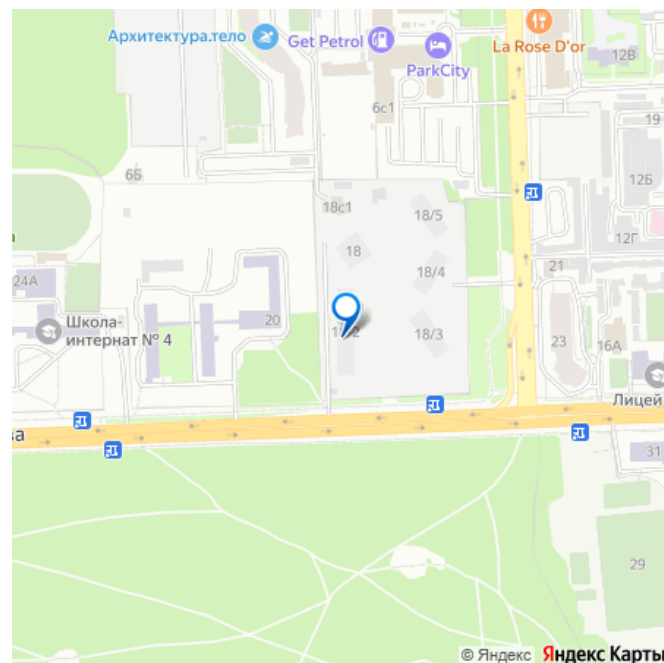 Архитектура.тело
Get Petrol
ParkCity
La Rose D'or
12В
6с1
19
6Б
12Б
18с1
18/5
12Г
18
24А
18/4
21
20
Школа-
интернат № 4
18/3
23
16А
Лицей
ва
31
29
© Яндекс Яндекс Карты